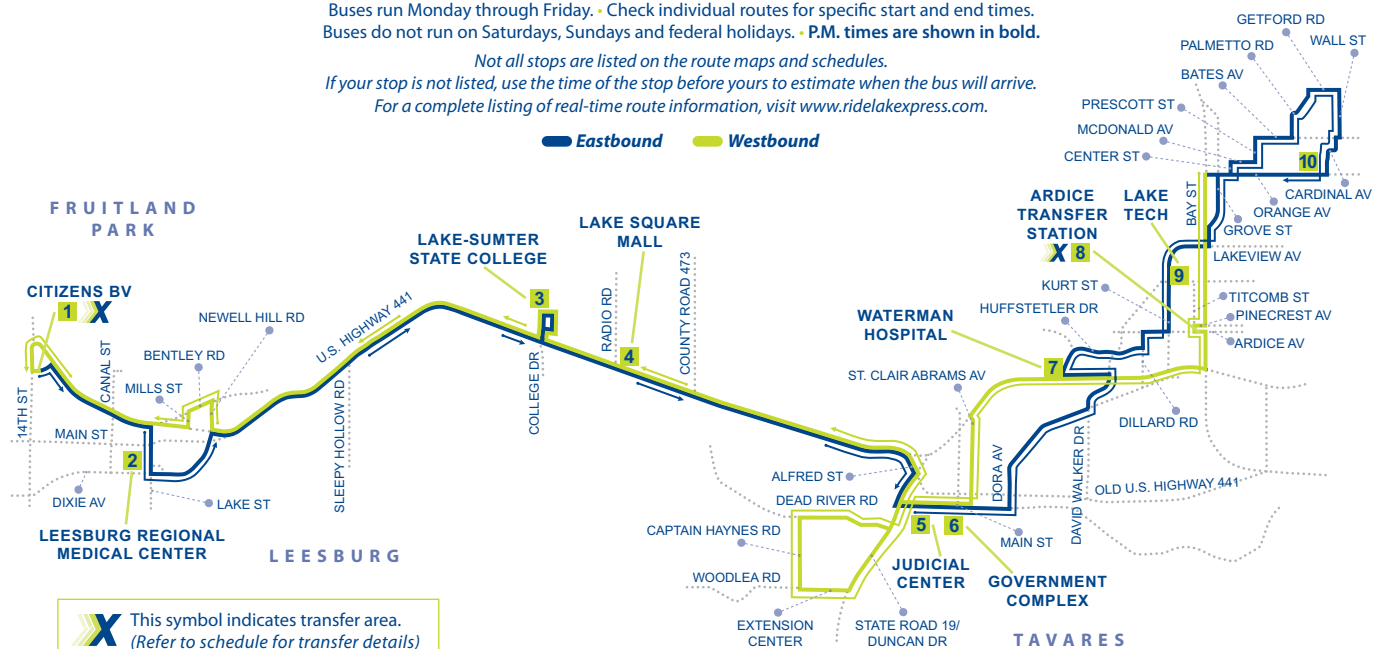 Buses run Monday through Friday. • Check individual routes for specific start and end times.
Buses do not run on Saturdays, Sundays and federal holidays. • P.M. times are shown in bold.
Not all stops are listed on the route maps and schedules.
If your stop is not listed, use the time of the stop before yours to estimate when the bus will arrive.
For a complete listing of real-time route information, visit www.ridelakexpress.com.
Eastbound
Westbound
GETFORD RD
PALMETTO RD
WALL ST
BATES AV
PRESCOTT ST
MCDONALD AV
CENTER ST
10
CARDINAL AV
ORANGE AV
GROVE ST
BAY ST
LAKEVIEW AV
ARDICE
TRANSFER
STATION
X 8
LAKE
TECH
9
KURT ST
TITCOMB ST
PINECREST AV
ARDICE AV
HUFFSTETLER DR
WATERMAN
HOSPITAL
7
ST. CLAIR ABRAMS AV
DILLARD RD
FRUITLAND
PARK
CITIZENS BV
1 X
14TH ST
CANAL ST
NEWELL HILL RD
BENTLEY RD
MILLS ST
MAIN ST
2
DIXIE AV
LAKE ST
LEESBURG REGIONAL
MEDICAL CENTER
LEESBURG
U.S. HIGHWAY 441
SLEEPY HOLLOW RD
LAKE-SUMTER
STATE COLLEGE
3
COLLEGE DR
LAKE SQUARE
MALL
4
RADIO RD
COUNTY ROAD 473
ALFRED ST
DEAD RIVER RD
CAPTAIN HAYNES RD
WOODLEA RD
EXTENSION
CENTER
STATE ROAD 19/
DUNCAN DR
5
JUDICIAL
CENTER
6
GOVERNMENT
COMPLEX
MAIN ST
DORA AV
DAVID WALKER DR
OLD U.S. HIGHWAY 441
TAVARES
X This symbol indicates transfer area.
(Refer to schedule for transfer details)